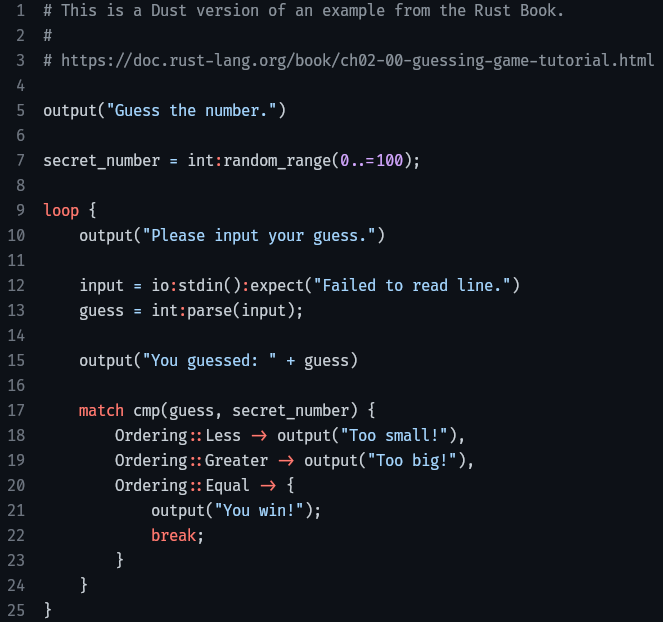 1 # This is a Dust version of an example from the Rust Book.
2 #
3 # https://doc.rust-lang.org/book/ch02-00-guessing-game-tutorial.html
4
5 output("Guess the number.")
6
7 secret_number = int:random_range(0..=100);
8
9 loop {
10     output("Please input your guess.")
11
12     input = io:stdin():expect("Failed to read line.")
13     guess = int:parse(input);
14
15     output("You guessed: " + guess)
16
17     match cmp(guess, secret_number) {
18         Ordering::Less -> output("Too small!"),
19         Ordering::Greater -> output("Too big!"),
20         Ordering::Equal -> {
21             output("You win!");
22             break;
23         }
24     }
25 }